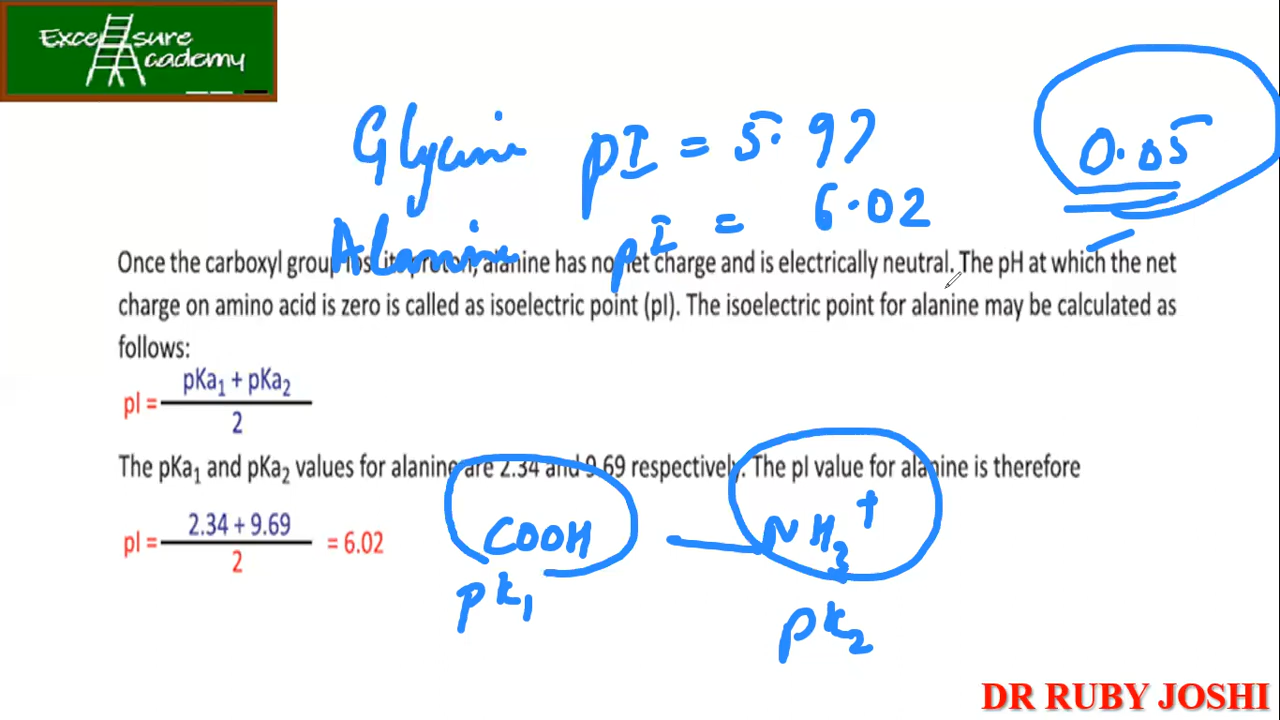 Excel sure
Academy
Glycine pI = 5.97
0.05
Alanine pI = 6.02
Once the carboxyl group lost its proton, alanine has no net charge and is electrically neutral. The pH at which the net
charge on amino acid is zero is called as isoelectric point (pI). The isoelectric point for alanine may be calculated as
follows:
pI = pKa₁ + pKa₂ / 2
The pKa₁ and pKa₂ values for alanine are 2.34 and 9.69 respectively. The pI value for alanine is therefore
pI = 2.34 + 9.69 / 2 = 6.02
COOH — NH₃⁺
pk₁
pk₂
DR RUBY JOSHI